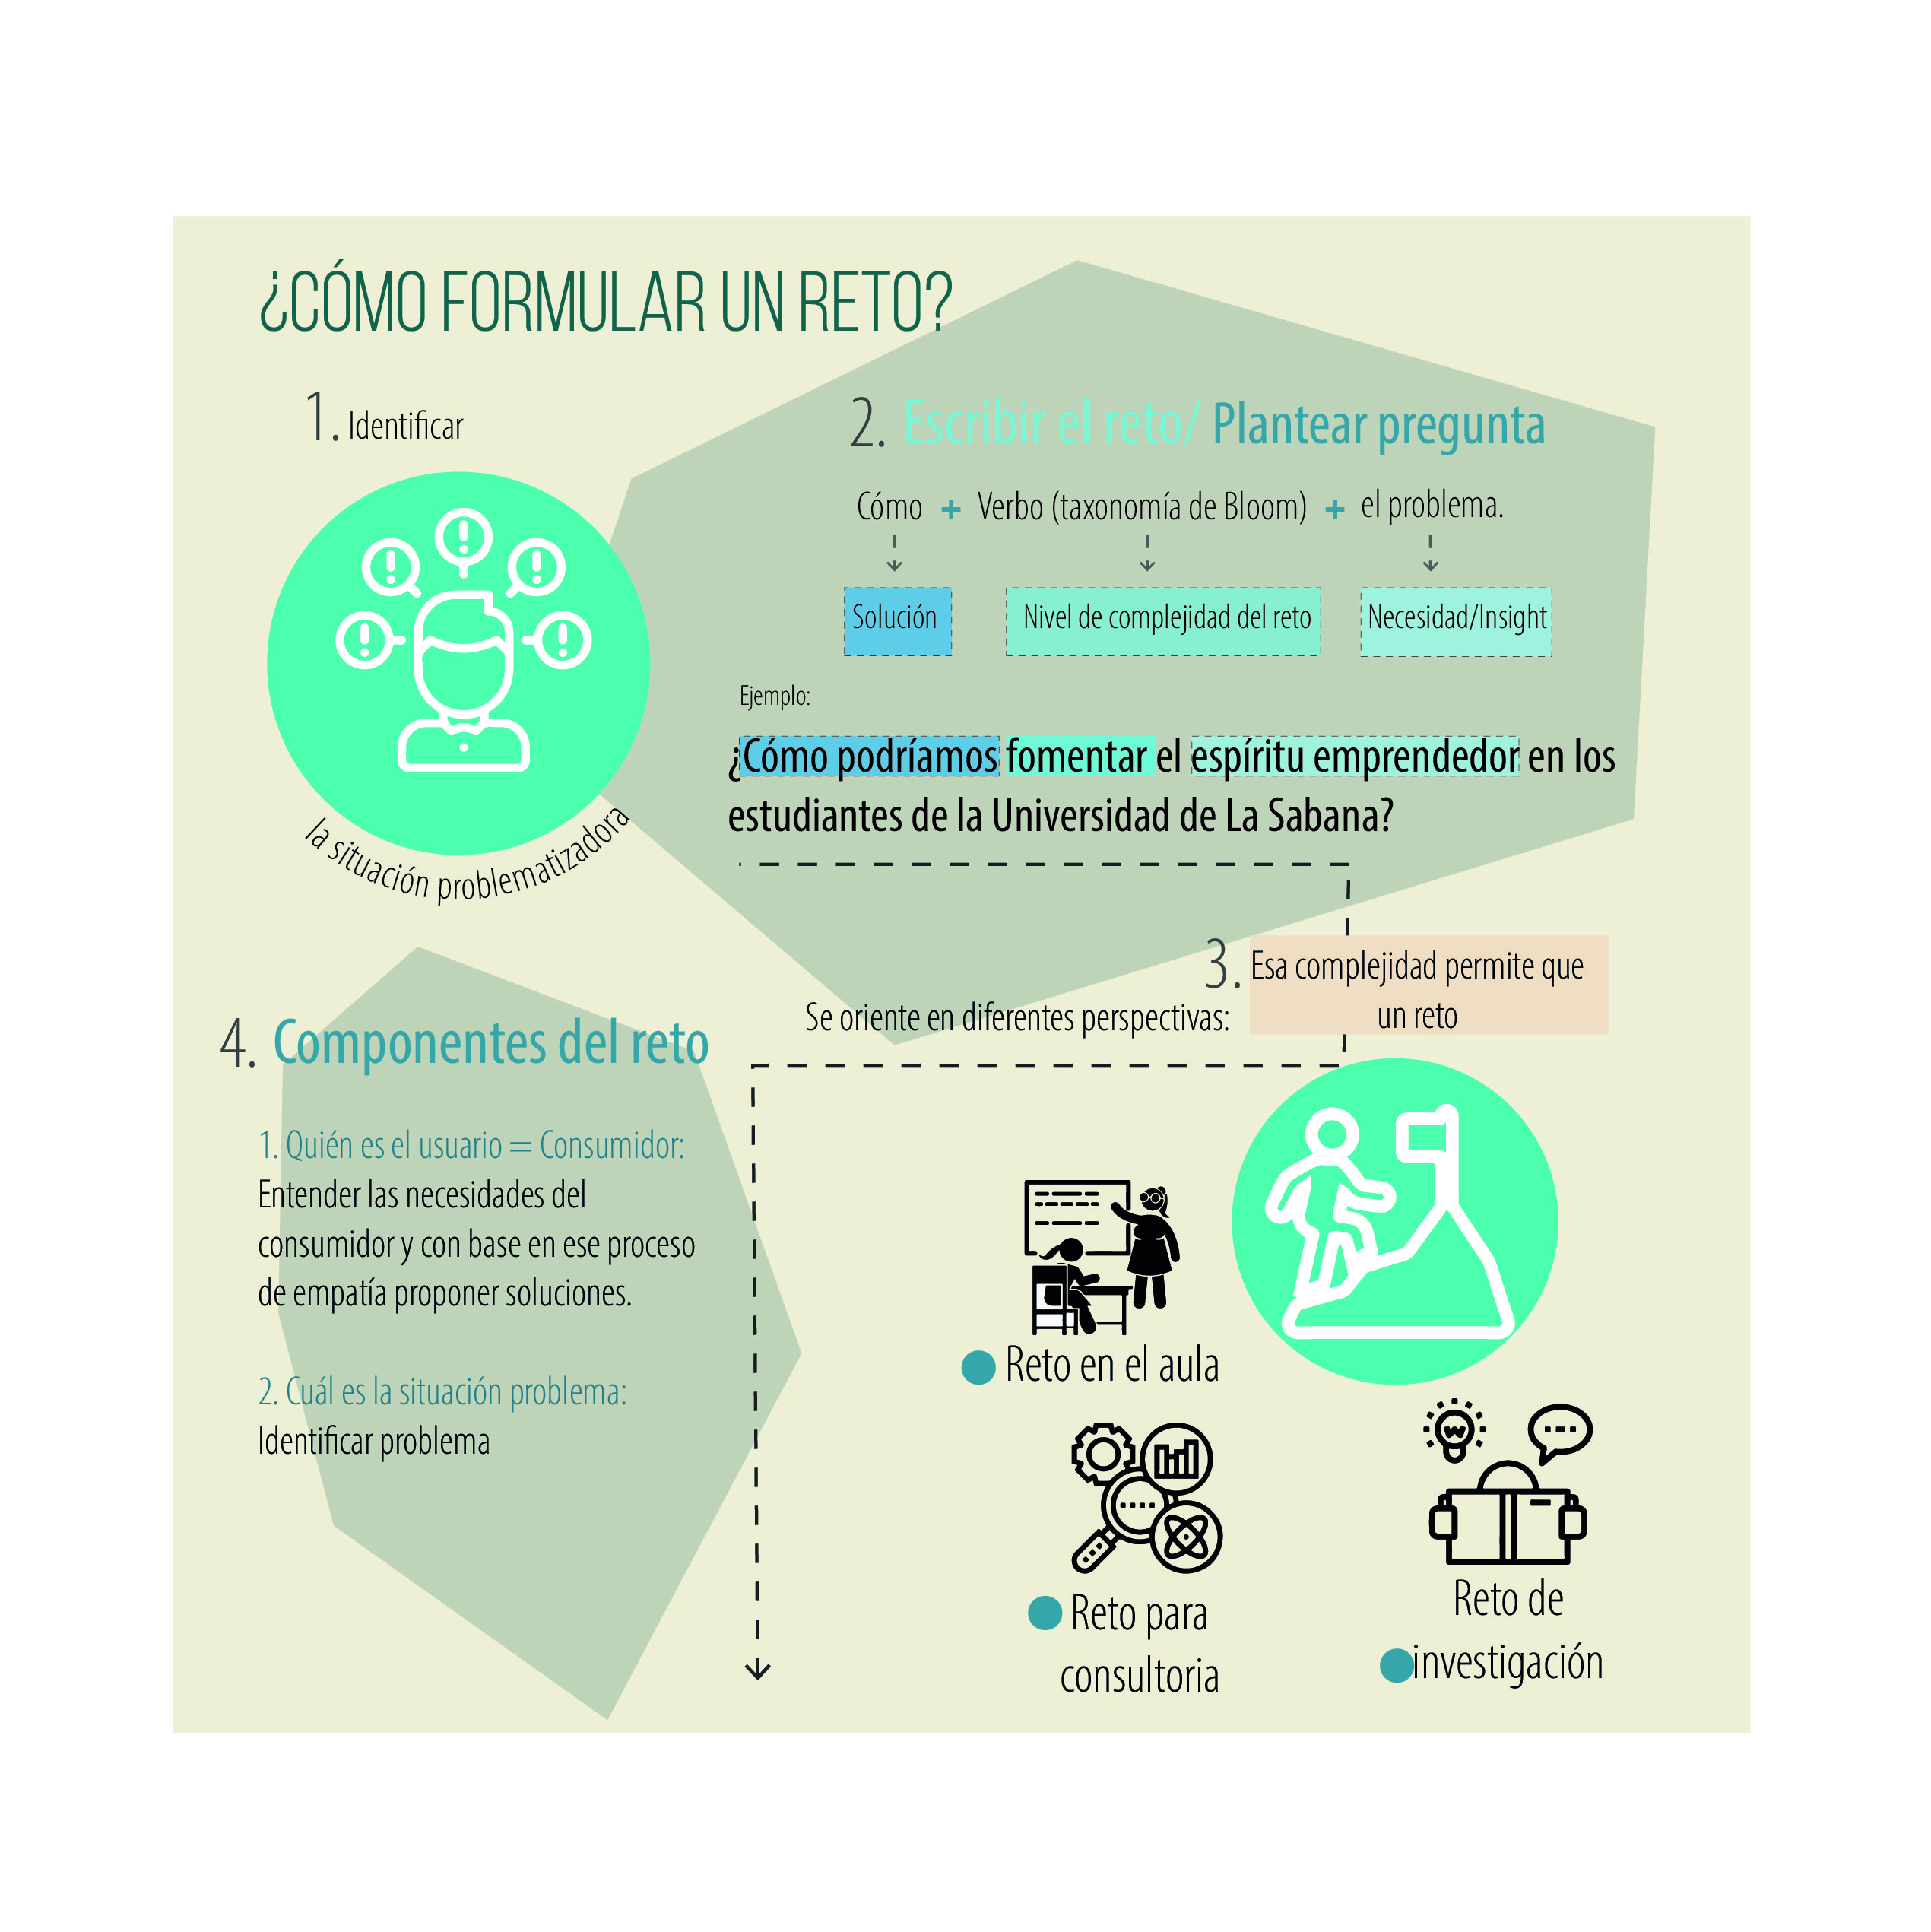 ¿CÓMO FORMULAR UN RETO?
1. Identificar
la situación problematizadora
2. Escribir el reto/ Plantear pregunta
Cómo + Verbo (taxonomía de Bloom) + el problema.
Solución
Nivel de complejidad del reto
Necesidad/Insight
Ejemplo:
¿Cómo podríamos fomentar el espíritu emprendedor en los
estudiantes de la Universidad de La Sabana?
3. Esa complejidad permite que
un reto
Se oriente en diferentes perspectivas:
Reto en el aula
Reto para
consultoria
Reto de
investigación
4. Componentes del reto
1. Quién es el usuario = Consumidor:
Entender las necesidades del
consumidor y con base en ese proceso
de empatía proponer soluciones.
2. Cuál es la situación problema:
Identificar problema